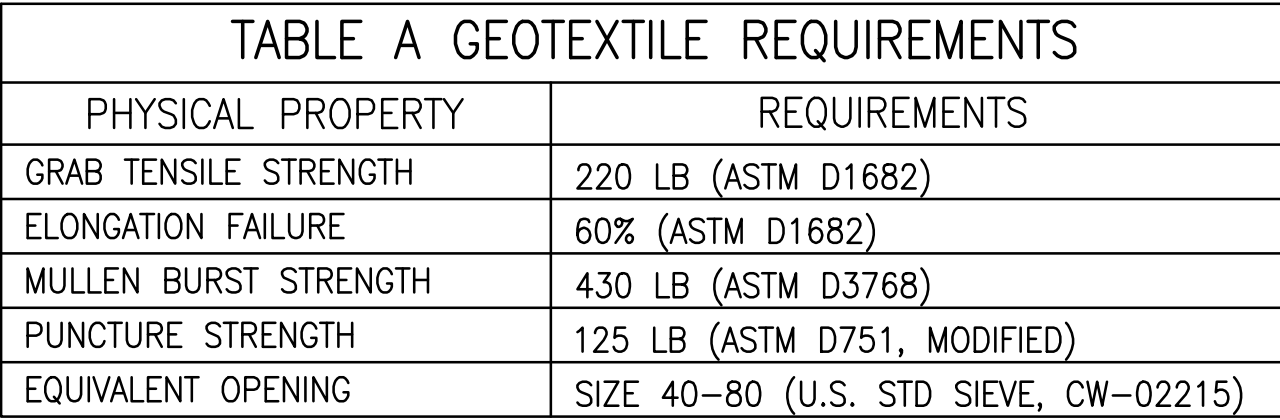 TABLE A GEOTEXTILE REQUIREMENTS
PHYSICAL PROPERTY REQUIREMENTS
GRAB TENSILE STRENGTH 220 LB (ASTM D1682)
ELONGATION FAILURE 60% (ASTM D1682)
MULLEN BURST STRENGTH 430 LB (ASTM D3768)
PUNCTURE STRENGTH 125 LB (ASTM D751, MODIFIED)
EQUIVALENT OPENING SIZE 40-80 (U.S. STD SIEVE, CW-02215)